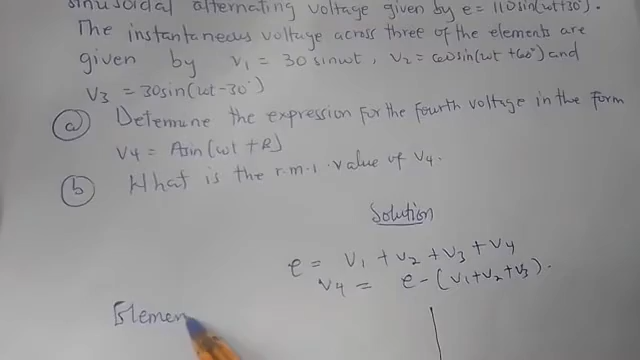 sinusoidal alternating voltage given by e = 110sin(ωt+30°).
The instantaneous voltage across three of the elements are
given by v₁ = 30 sinωt, V₂ = sin(ωt + 60°) and
V₃ = 30sin(ωt-30°)
(a) Determine the expression for the fourth voltage in the form
V₄ = Asin(ωt + R)
(b) What is the r.m.s. value of V₄.
Solution
e = V₁ + V₂ + V₃ + V₄
V₄ = e - (V₁+V₂+V₃).
Elemen